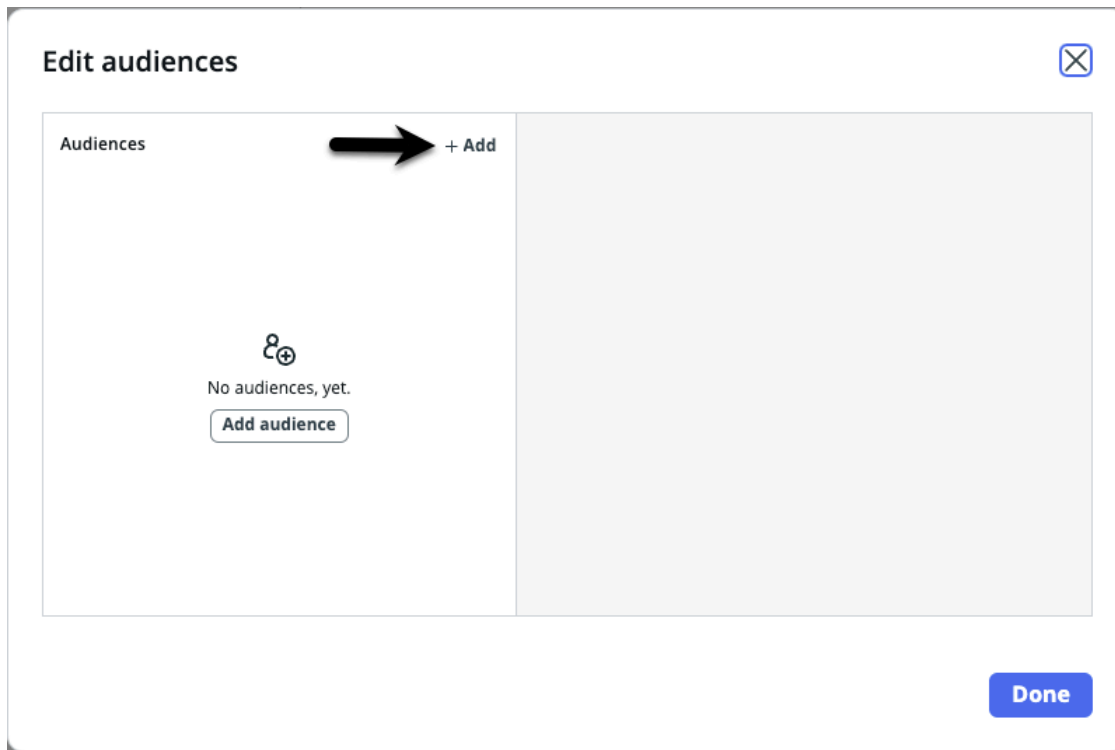 Edit audiences
Audiences
+ Add
No audiences, yet.
Add audience
Done